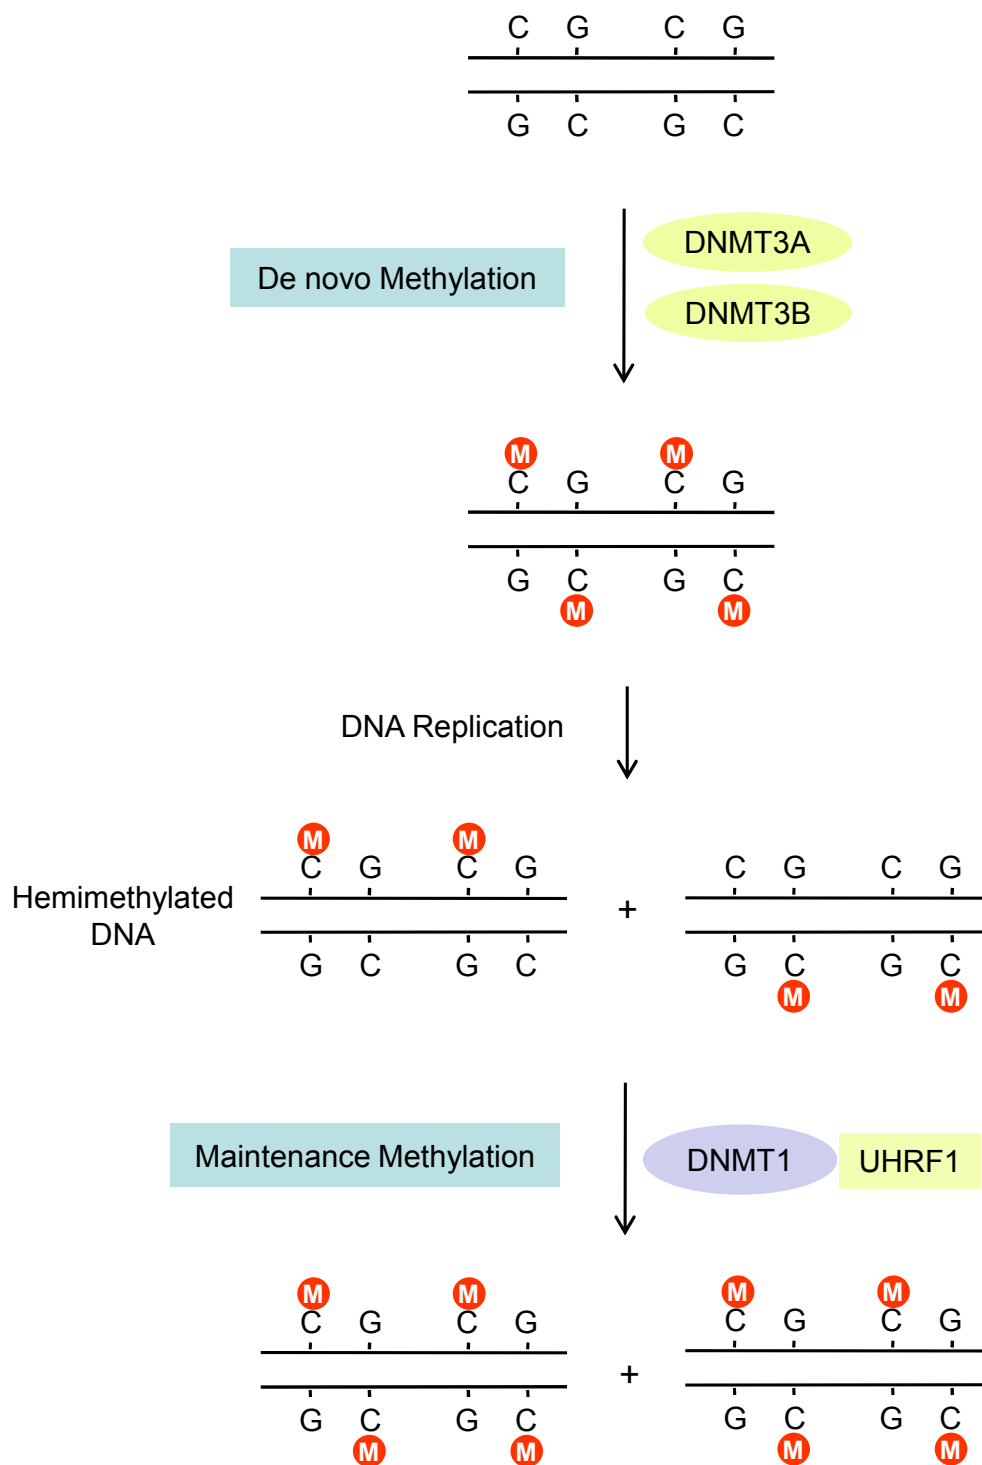 C G C G
G C G C
De novo Methylation
DNMT3A
DNMT3B
M M
C G C G
G C G C
M M
DNA Replication
M M
C G C G
Hemimethylated
DNA
G C G C
+
C G C G
G C G C
M M
Maintenance Methylation
DNMT1
UHRF1
M M
C G C G
G C G C
M M
+
M M
C G C G
G C G C
M M